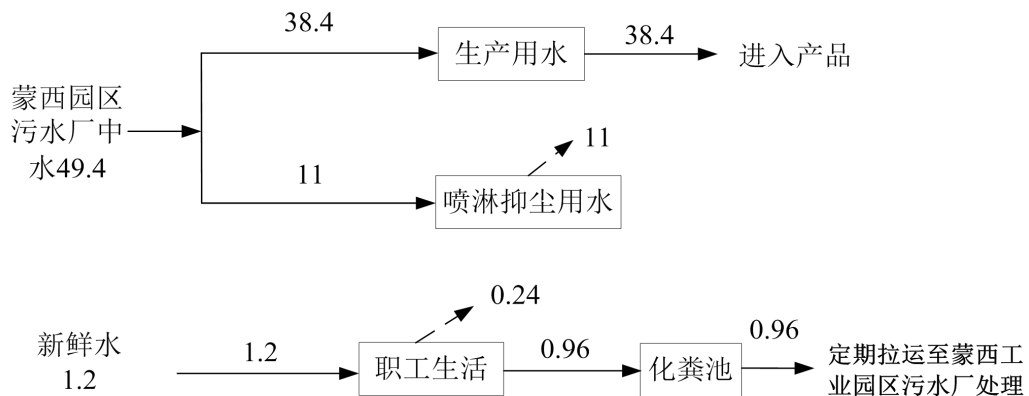 38.4
生产用水
38.4
进入产品
蒙西园区
污水厂中
水49.4
11
11
喷淋抑尘用水
0.24
新鲜水
1.2
1.2
职工生活
0.96
化粪池
0.96
定期拉运至蒙西工
业园区污水厂处理